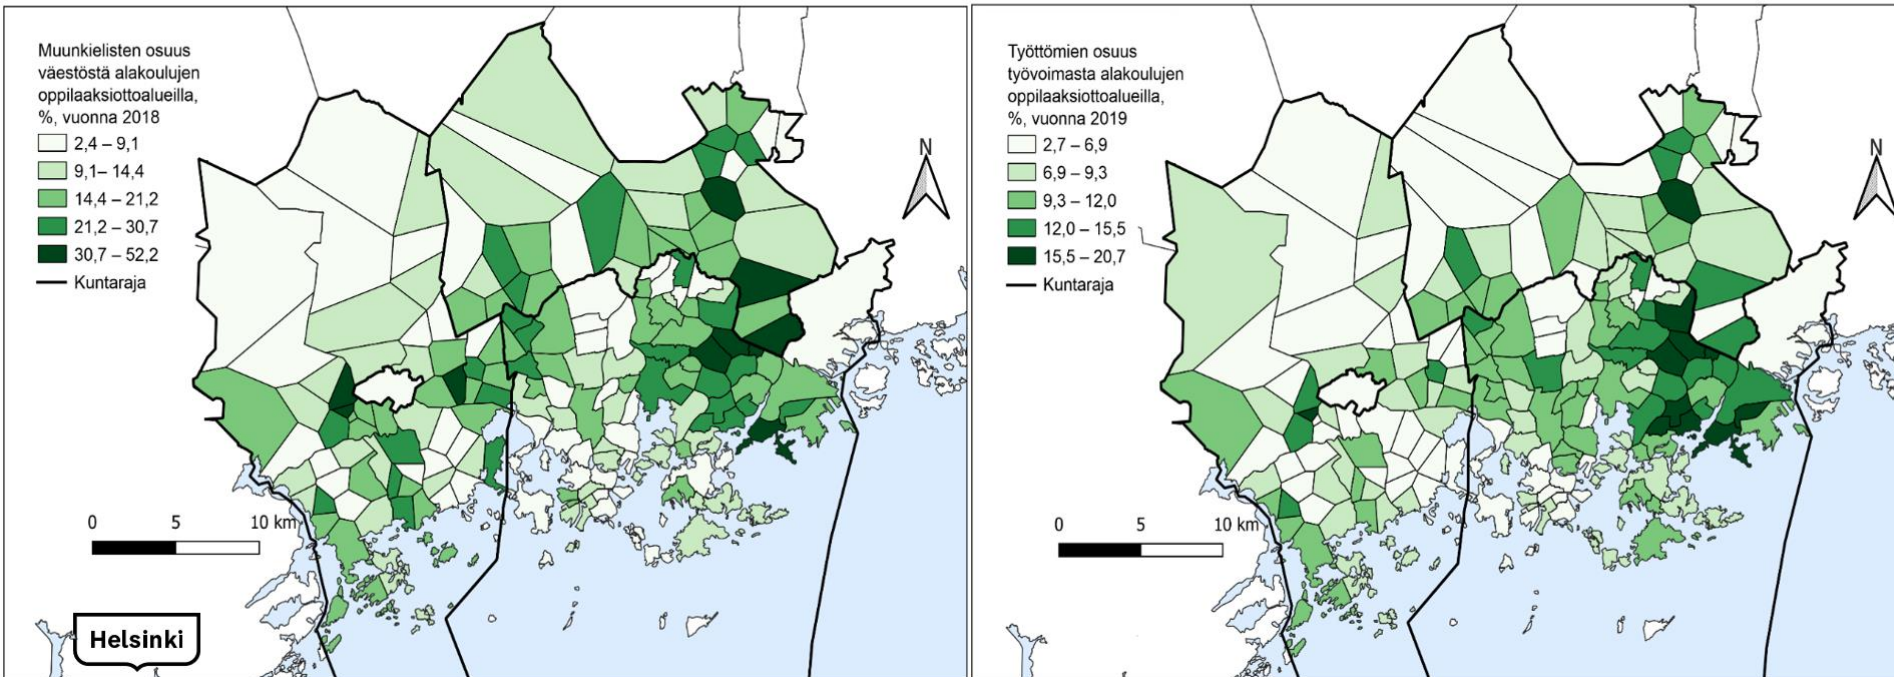 Muunkielisten osuus
väestöstä alakoulujen
oppilaaksiottoalueilla,
%, vuonna 2018
2,4 – 9,1
9,1– 14,4
14,4 – 21,2
21,2 – 30,7
30,7 – 52,2
Kuntaraja
N
0 5 10 km
Helsinki
Työttömien osuus
työvoimasta alakoulujen
oppilaaksiottoalueilla,
%, vuonna 2019
2,7 – 6,9
6,9 – 9,3
9,3 – 12,0
12,0 – 15,5
15,5 – 20,7
Kuntaraja
N
0 5 10 km